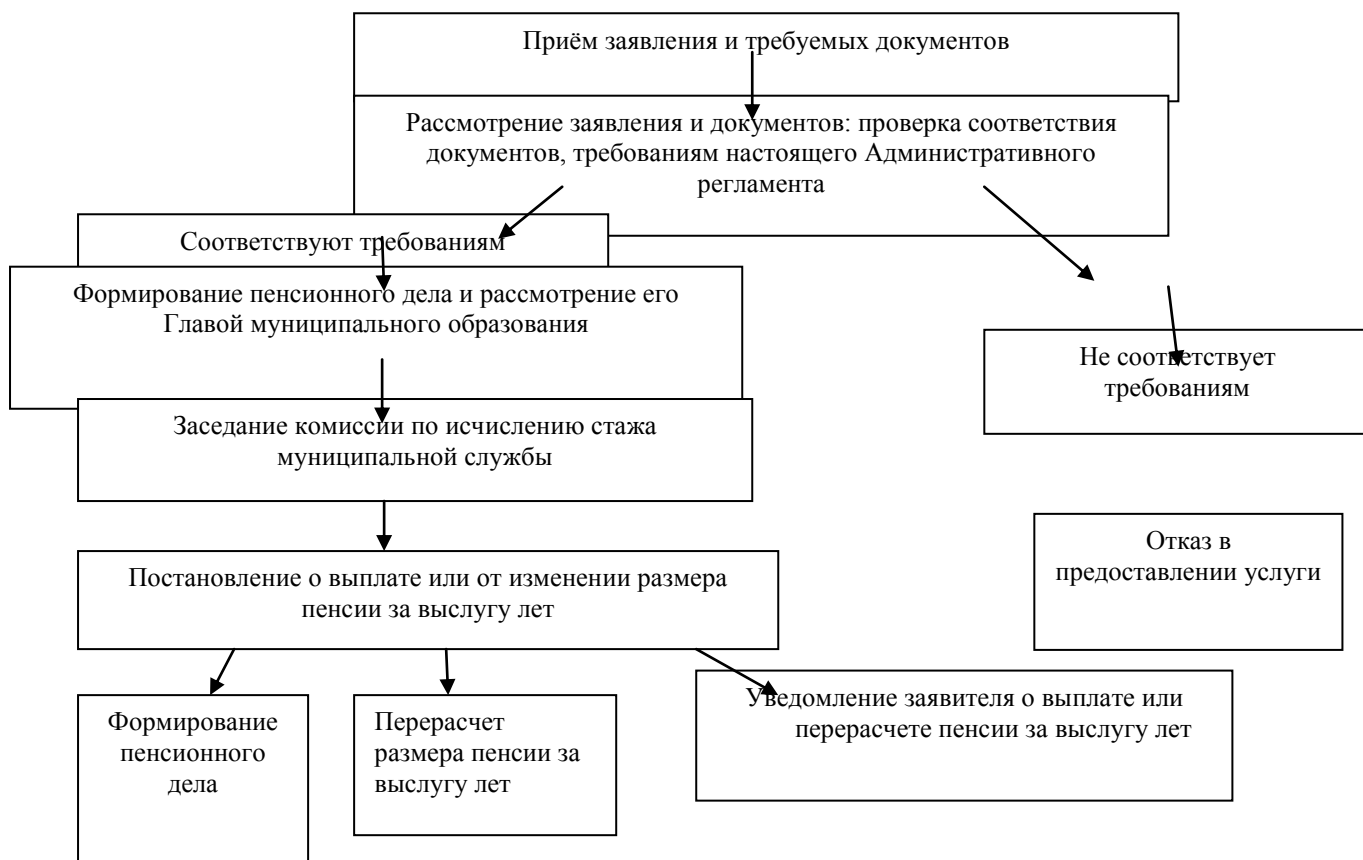 Приём заявления и требуемых документов
Рассмотрение заявления и документов: проверка соответствия
документов, требованиям настоящего Административного
регламента
Соответствуют требованиям
Формирование пенсионного дела и рассмотрение его
Главой муниципального образования
Не соответствует
требованиям
Заседание комиссии по исчислению стажа
муниципальной службы
Отказ в
предоставлении услуги
Постановление о выплате или от изменении размера
пенсии за выслугу лет
Формирование
пенсионного
дела
Перерасчет
размера пенсии за
выслугу лет
Уведомление заявителя о выплате или
перерасчете пенсии за выслугу лет